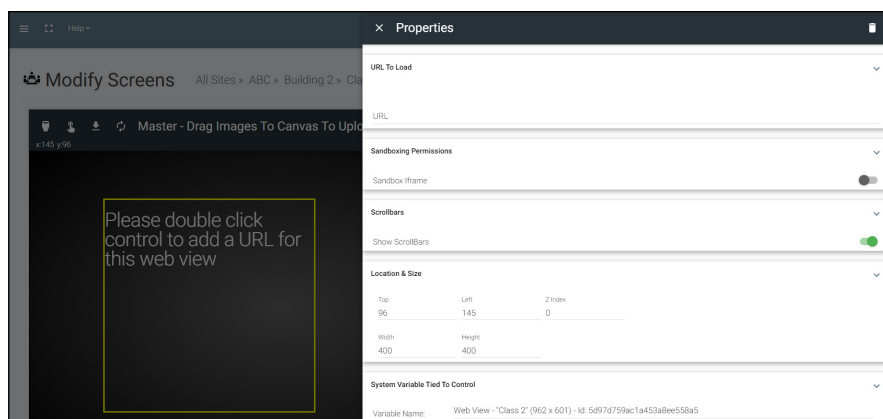 Help
Properties
Modify Screens All Sites » ABC » Building 2 » Cla
Master - Drag Images To Canvas To Uplo
x:145 y:96
Please double click
control to add a URL for
this web view
URL To Load
URL
Sandboxing Permissions
Sandbox Iframe
Scrollbars
Show ScrollBars
Location & Size
Top Left Z Index
96 145 0
Width Height
400 400
System Variable Tied To Control
Variable Name: Web View - "Class 2" (962 x 601) - Id: 5d97d759ac1a453a8ee558a5